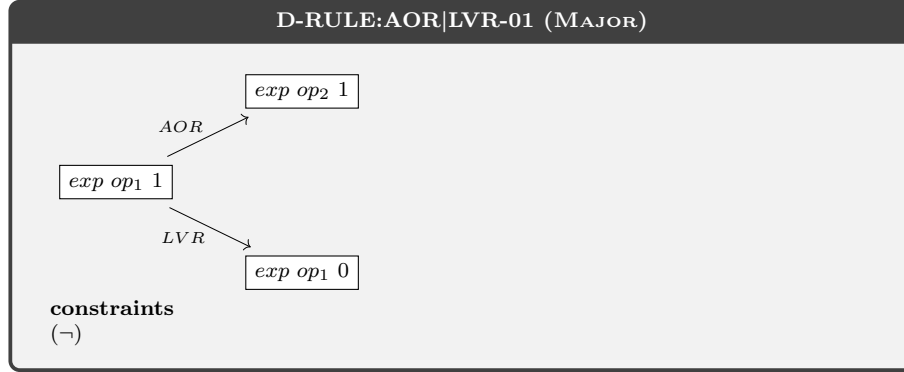 D-RULE:AOR|LVR-01 (MAJOR)
exp op₂ 1
AOR
exp op₁ 1
LVR
exp op₁ 0
constraints
(¬)